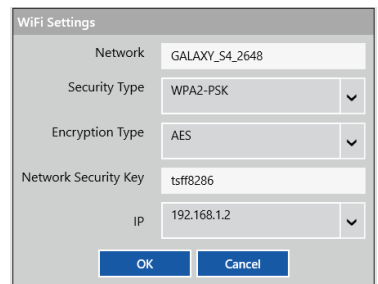 WiFi Settings
Network GALAXY_S4_2648
Security Type WPA2-PSK
Encryption Type AES
Network Security Key tsff8286
IP 192.168.1.2
OK Cancel